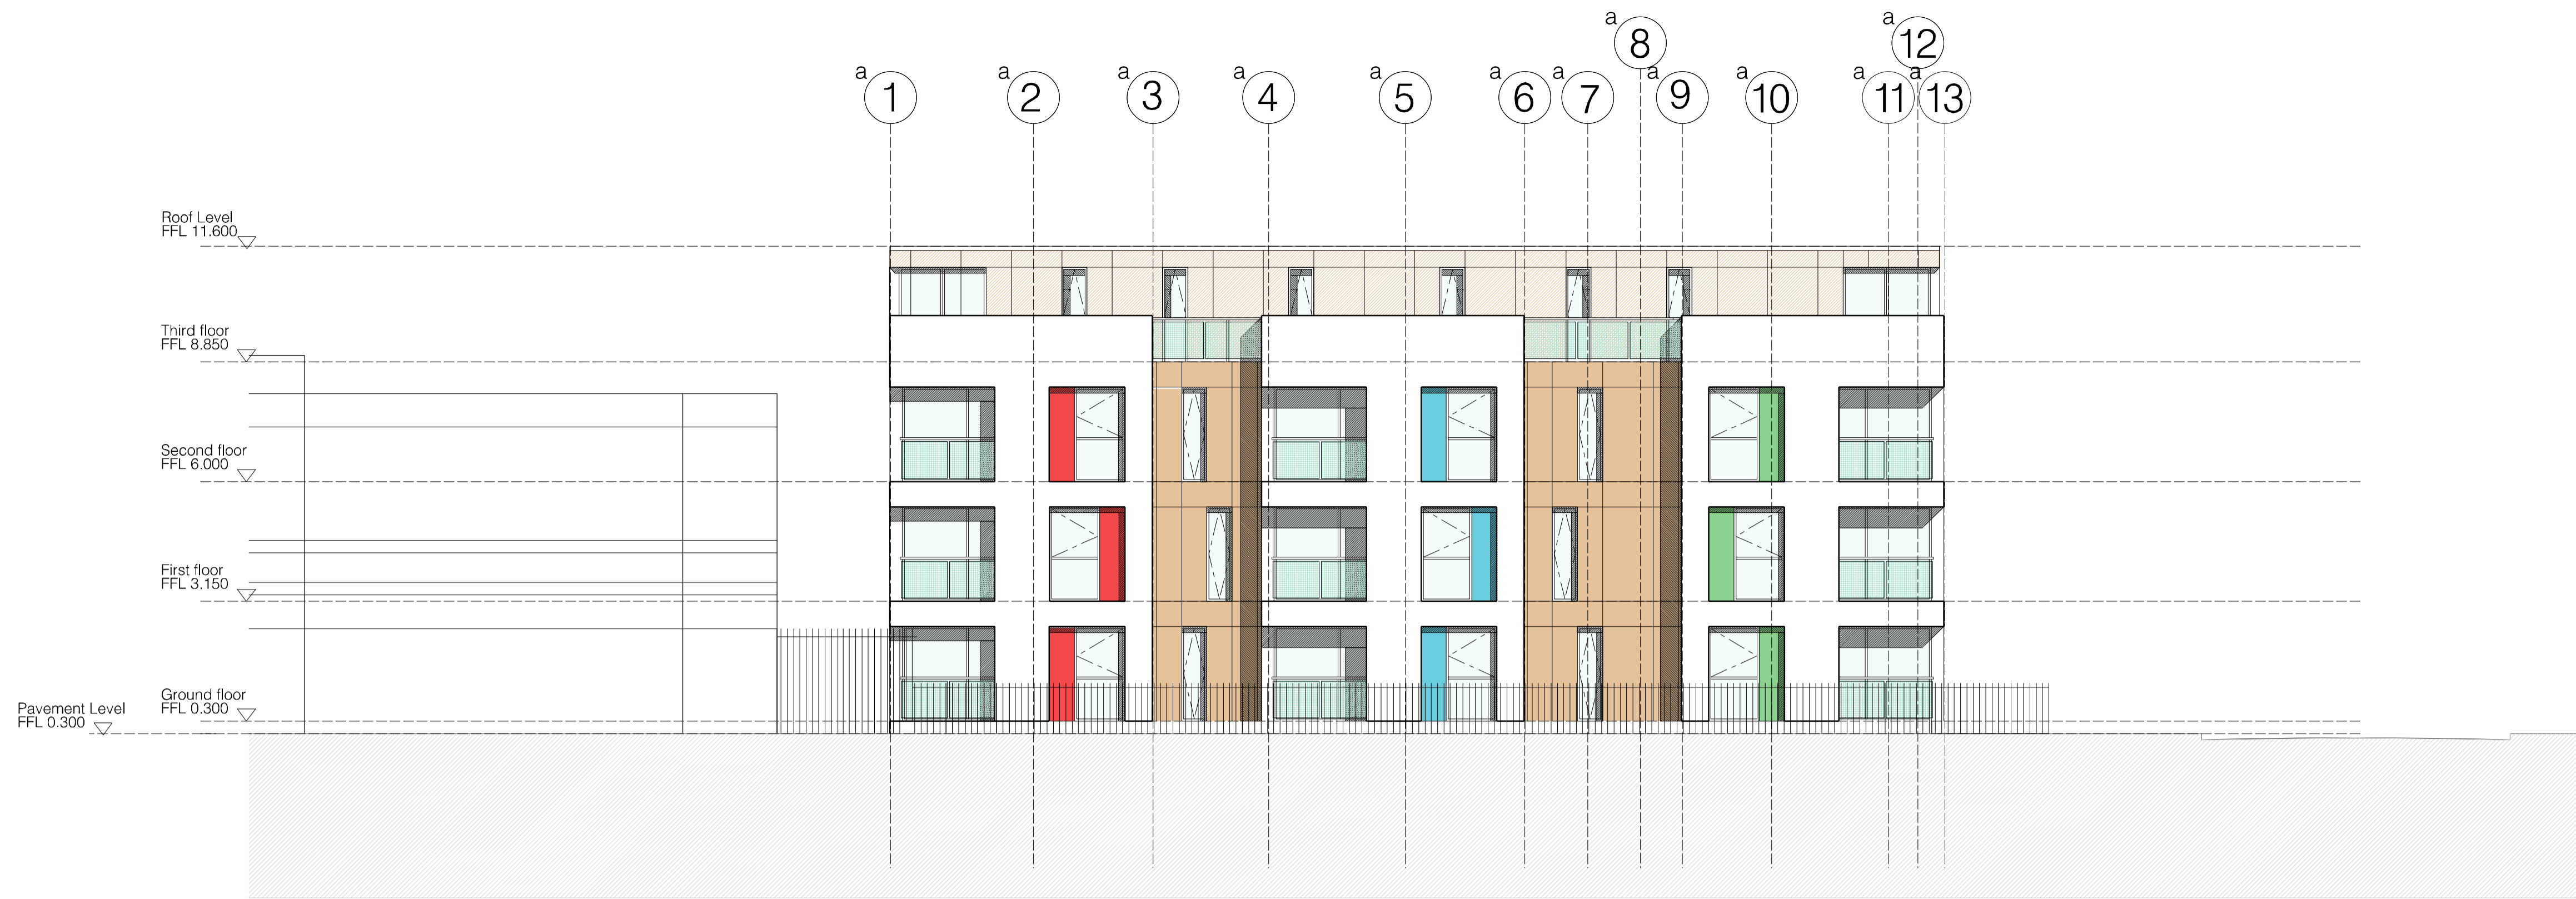 a
8
a
12
a
1
a
2
a
3
a
4
a
5
a
6
a
7
a
9
a
10
a
11
a
13
Roof Level
FFL 11.600
Third floor
FFL 8.850
Second floor
FFL 6.000
First floor
FFL 3.150
Ground floor
FFL 0.300
Pavement Level
FFL 0.300